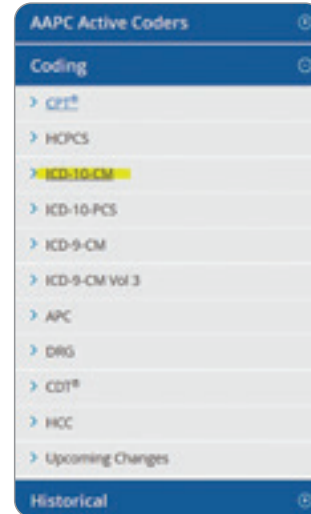 AAPC Active Coders
Coding
> CPT®
> HCPCS
> ICD-10-CM
> ICD-10-PCS
> ICD-9-CM
> ICD-9-CM Vol 3
> APC
> DRG
> CDT®
> HCC
> Upcoming Changes
Historical